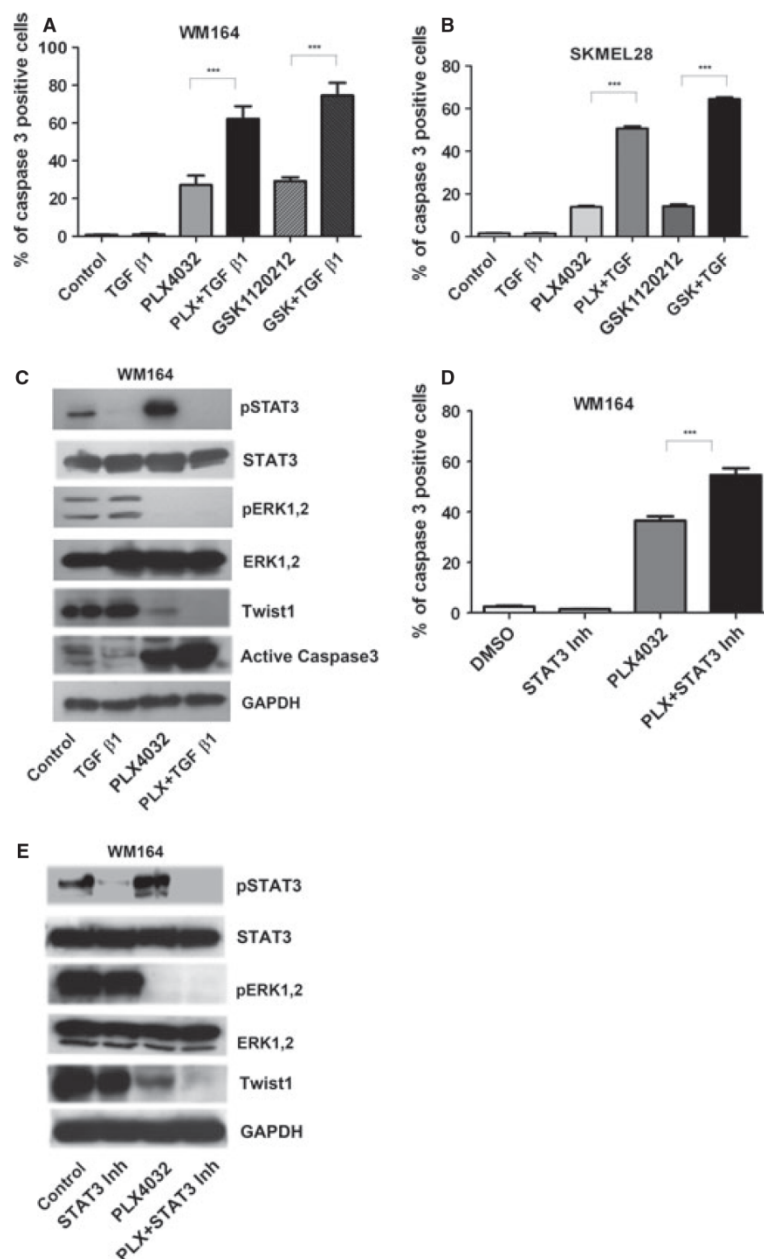 A
WM164
% of caspase 3 positive cells
100
80
60
40
20
0
***
***
Control
TGF β1
PLX4032
PLX+TGF β1
GSK1120212
GSK+TGF β1
B
SKMEL28
% of caspase 3 positive cells
80
60
40
20
0
***
***
Control
TGF β1
PLX4032
PLX+TGF
GSK1120212
GSK+TGF
C
WM164
pSTAT3
STAT3
pERK1,2
ERK1,2
Twist1
Active Caspase3
GAPDH
Control
TGF β1
PLX4032
PLX+TGF β1
D
WM164
% of caspase 3 positive cells
80
60
40
20
0
***
DMSO
STAT3 Inh
PLX4032
PLX+STAT3 Inh
E
WM164
pSTAT3
STAT3
pERK1,2
ERK1,2
Twist1
GAPDH
Control
STAT3 Inh
PLX4032
PLX+STAT3 Inh